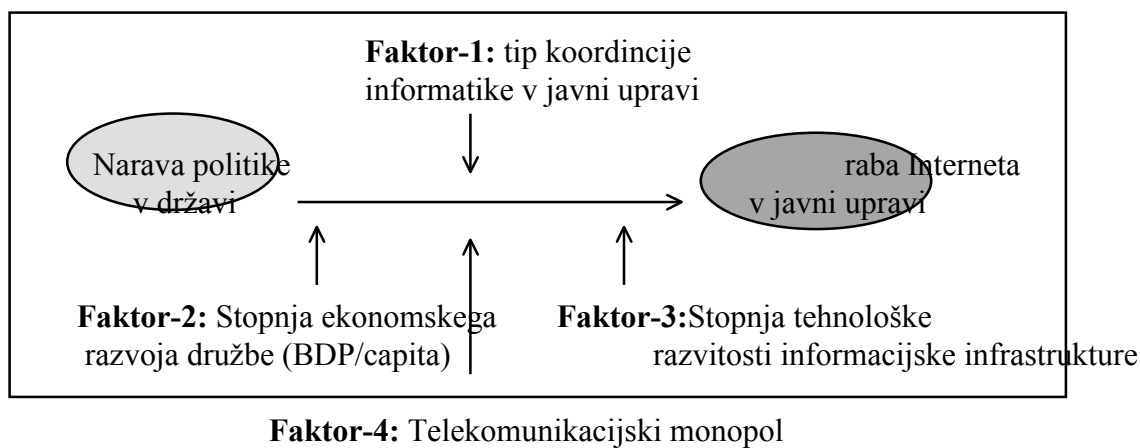 Faktor-1: tip koordincije
informatike v javni upravi
Narava politike
v državi
raba Interneta
v javni upravi
Faktor-2: Stopnja ekonomskega
razvoja družbe (BDP/capita)
Faktor-3:Stopnja tehnološke
razvitosti informacijske infrastrukture
Faktor-4: Telekomunikacijski monopol